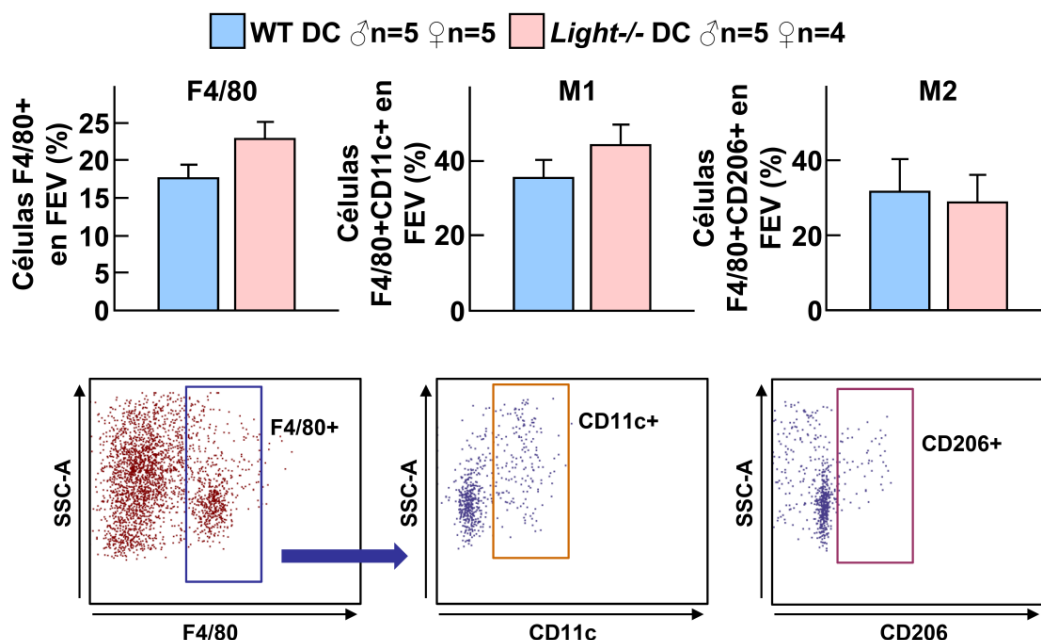 WT DC ♂n=5 ♀n=5 Light-/- DC ♂n=5 ♀n=4
F4/80
Células F4/80+
en FEV (%)
25
20
15
10
5
0
M1
Células
F4/80+CD11c+ en
FEV (%)
40
20
0
M2
Células
F4/80+CD206+ en
FEV (%)
40
20
0
SSC-A
F4/80+
F4/80
SSC-A
CD11c+
CD11c
SSC-A
CD206+
CD206